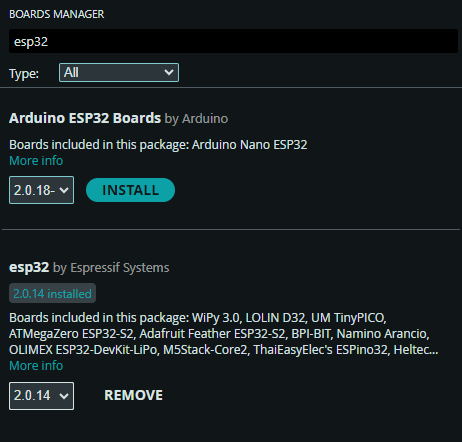 BOARDS MANAGER
esp32
Type: All
Arduino ESP32 Boards by Arduino
Boards included in this package: Arduino Nano ESP32
More info
2.0.18- INSTALL
esp32 by Espressif Systems
2.0.14 installed
Boards included in this package: WiPy 3.0, LOLIN D32, UM TinyPICO,
ATMegaZero ESP32-S2, Adafruit Feather ESP32-S2, BPI-BIT, Namino Arancio,
OLIMEX ESP32-DevKit-LiPo, M5Stack-Core2, ThaiEasyElec's ESPino32, Heltec...
More info
2.0.14 REMOVE